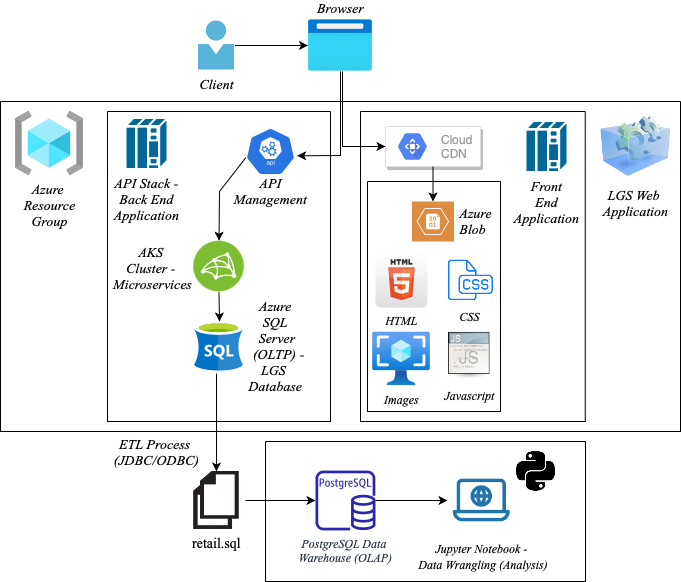 Browser
Client
Azure
Resource
Group
API Stack -
Back End
Application
api
API
Management
Cloud
CDN
Front
End
Application
LGS Web
Application
10
01
Azure
Blob
AKS
Cluster -
Microservices
HTML
5
HTML
CSS
CSS
SQL
Azure
SQL
Server
(OLTP) -
LGS
Database
Images
JS
JS
Javascript
ETL Process
(JDBC/ODBC)
retail.sql
PostgreSQL
PostgreSQL Data
Warehouse (OLAP)
Jupyter Notebook -
Data Wrangling (Analysis)